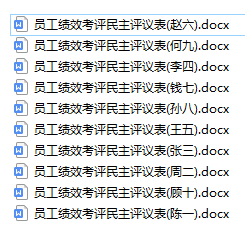 员工绩效考评民主评议表(赵六).docx
员工绩效考评民主评议表(何九).docx
员工绩效考评民主评议表(李四).docx
员工绩效考评民主评议表(钱七).docx
员工绩效考评民主评议表(孙八).docx
员工绩效考评民主评议表(王五).docx
员工绩效考评民主评议表(张三).docx
员工绩效考评民主评议表(周二).docx
员工绩效考评民主评议表(顾十).docx
员工绩效考评民主评议表(陈一).docx